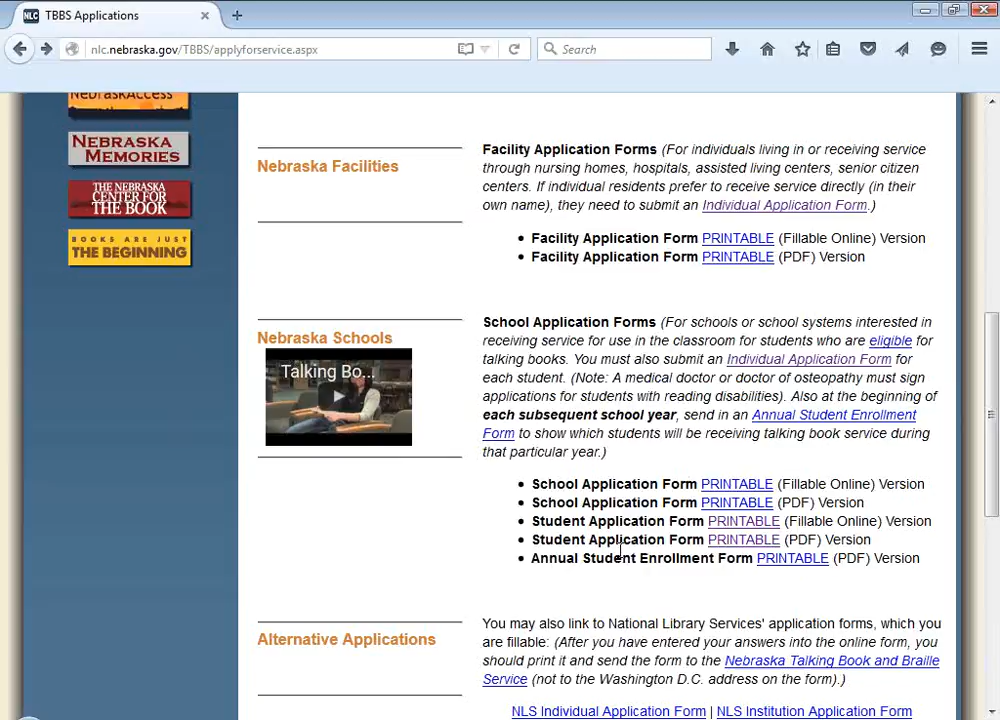 TBBS Applications
nlc.nebraska.gov/TBBS/applyforservice.aspx
Search
NebraskAccess
NEBRASKA
MEMORIES
THE NEBRASKA
CENTER FOR
THE BOOK
BOOKS ARE JUST
THE BEGINNING
Nebraska Facilities
Facility Application Forms (For individuals living in or receiving service
through nursing homes, hospitals, assisted living centers, senior citizen
centers. If individual residents prefer to receive service directly (in their
own name), they need to submit an Individual Application Form.)
• Facility Application Form PRINTABLE (Fillable Online) Version
• Facility Application Form PRINTABLE (PDF) Version
Nebraska Schools
Talking Bo...
School Application Forms (For schools or school systems interested in
receiving service for use in the classroom for students who are eligible for
talking books. You must also submit an Individual Application Form for
each student. (Note: A medical doctor or doctor of osteopathy must sign
applications for students with reading disabilities). Also at the beginning of
each subsequent school year, send in an Annual Student Enrollment
Form to show which students will be receiving talking book service during
that particular year.)
• School Application Form PRINTABLE (Fillable Online) Version
• School Application Form PRINTABLE (PDF) Version
• Student Application Form PRINTABLE (Fillable Online) Version
• Student Application Form PRINTABLE (PDF) Version
• Annual Student Enrollment Form PRINTABLE (PDF) Version
Alternative Applications
You may also link to National Library Services' application forms, which you
are fillable: (After you have entered your answers into the online form, you
should print it and send the form to the Nebraska Talking Book and Braille
Service (not to the Washington D.C. address on the form).)
NLS Individual Application Form | NLS Institution Application Form